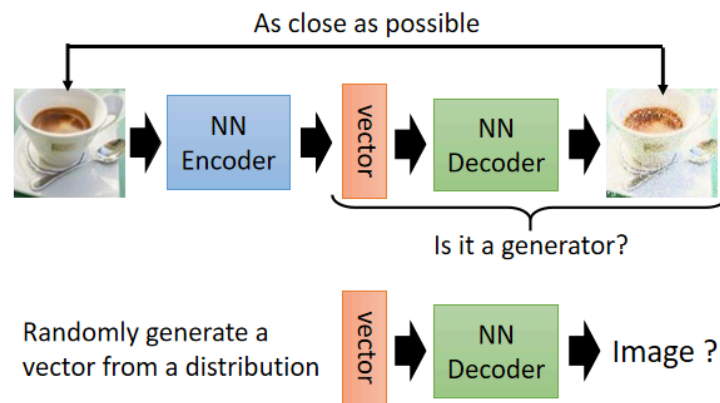 As close as possible
NN
Encoder
vector
NN
Decoder
Is it a generator?
Randomly generate a
vector from a distribution
vector
NN
Decoder
Image ?